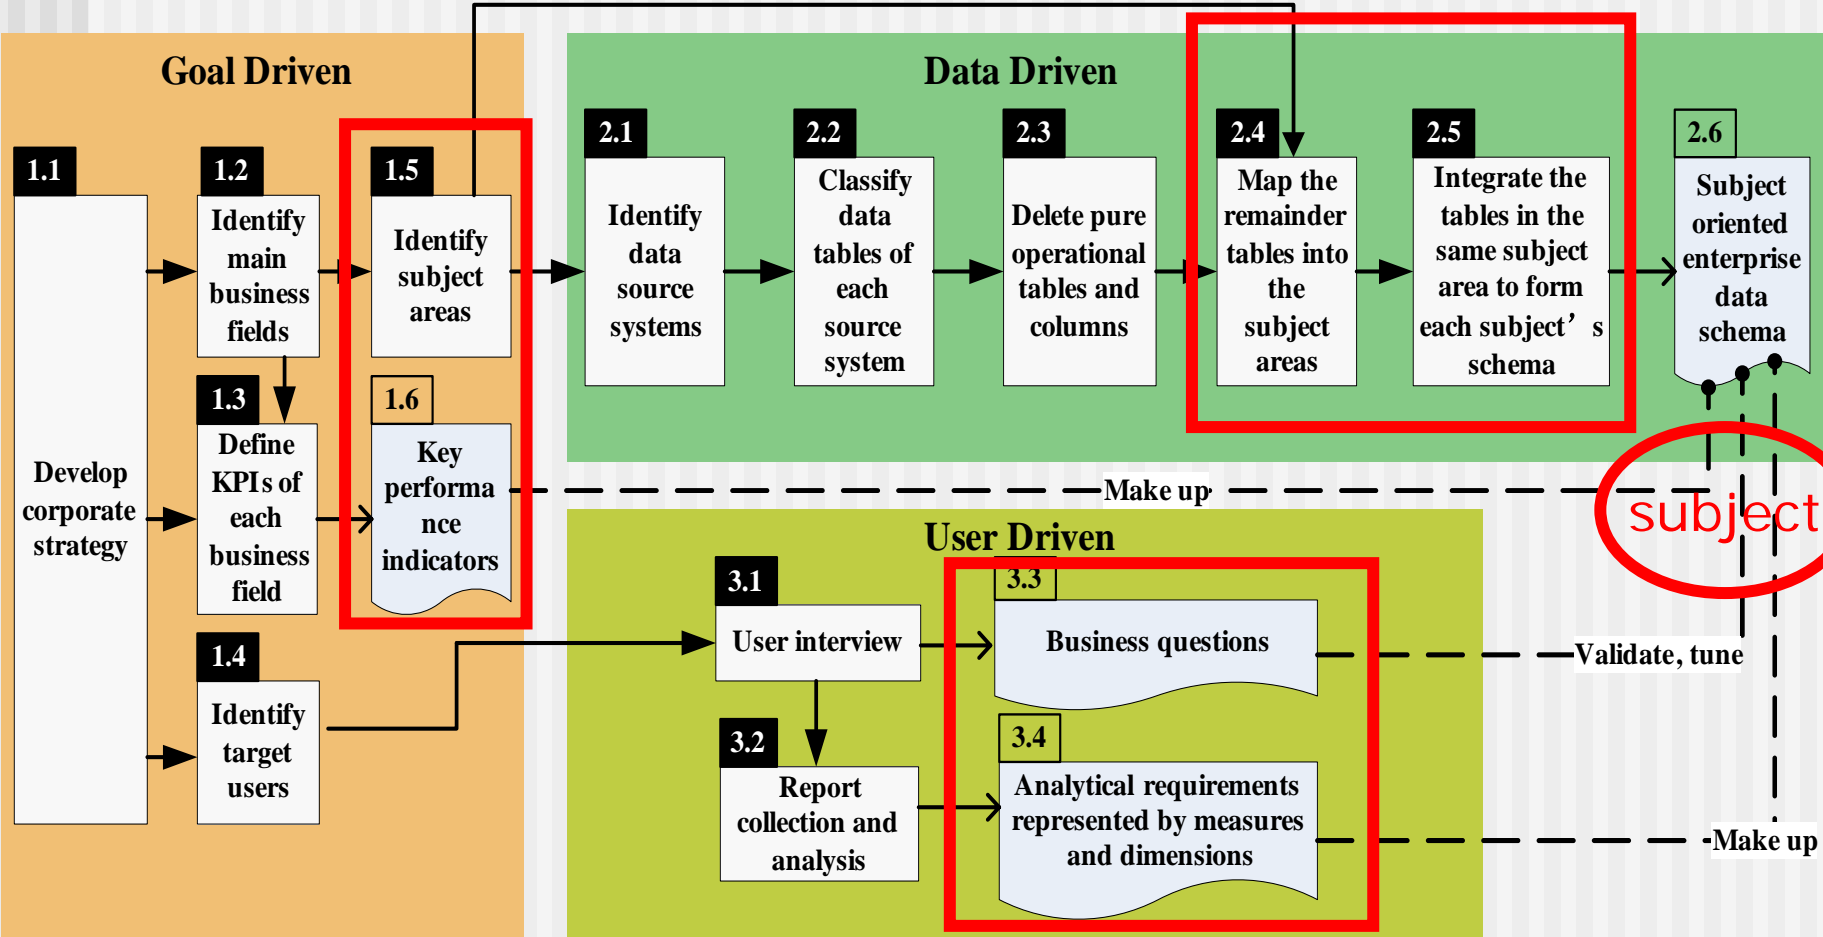 Goal Driven
1.1
Develop
corporate
strategy
1.2
Identify
main
business
fields
1.3
Define
KPIs of
each
business
field
1.4
Identify
target
users
1.5
Identify
subject
areas
1.6
Key
performa
nce
indicators
Data Driven
2.1
Identify
data
source
systems
2.2
Classify
data
tables of
each
source
system
2.3
Delete pure
operational
tables and
columns
2.4
Map the
remainder
tables into
the
subject
areas
2.5
Integrate the
tables in the
same subject
area to form
each subject’s
schema
2.6
Subject
oriented
enterprise
data
schema
Make up
subject
User Driven
3.1
User interview
3.2
Report
collection and
analysis
3.3
Business questions
3.4
Analytical requirements
represented by measures
and dimensions
Validate, tune
Make up